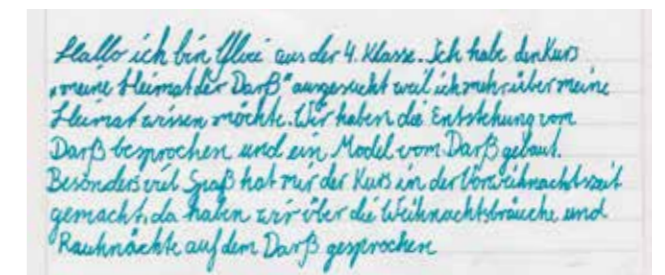 Hallo ich bin aus der 4. Klasse. Ich habe den Kurs
„meine Heimat der Darß" ausgesucht weil ich mehr über meine
Heimat wissen möchte. Wir haben die Entstehung vom
Darß besprochen und ein Model vom Darß gebaut.
Besonders viel Spaß hat mir der Kurs in der Vorweihnachtszeit
gemacht, da haben wir über die Weihnachtsbräuche und
Rauhnächte auf dem Darß gesprochen